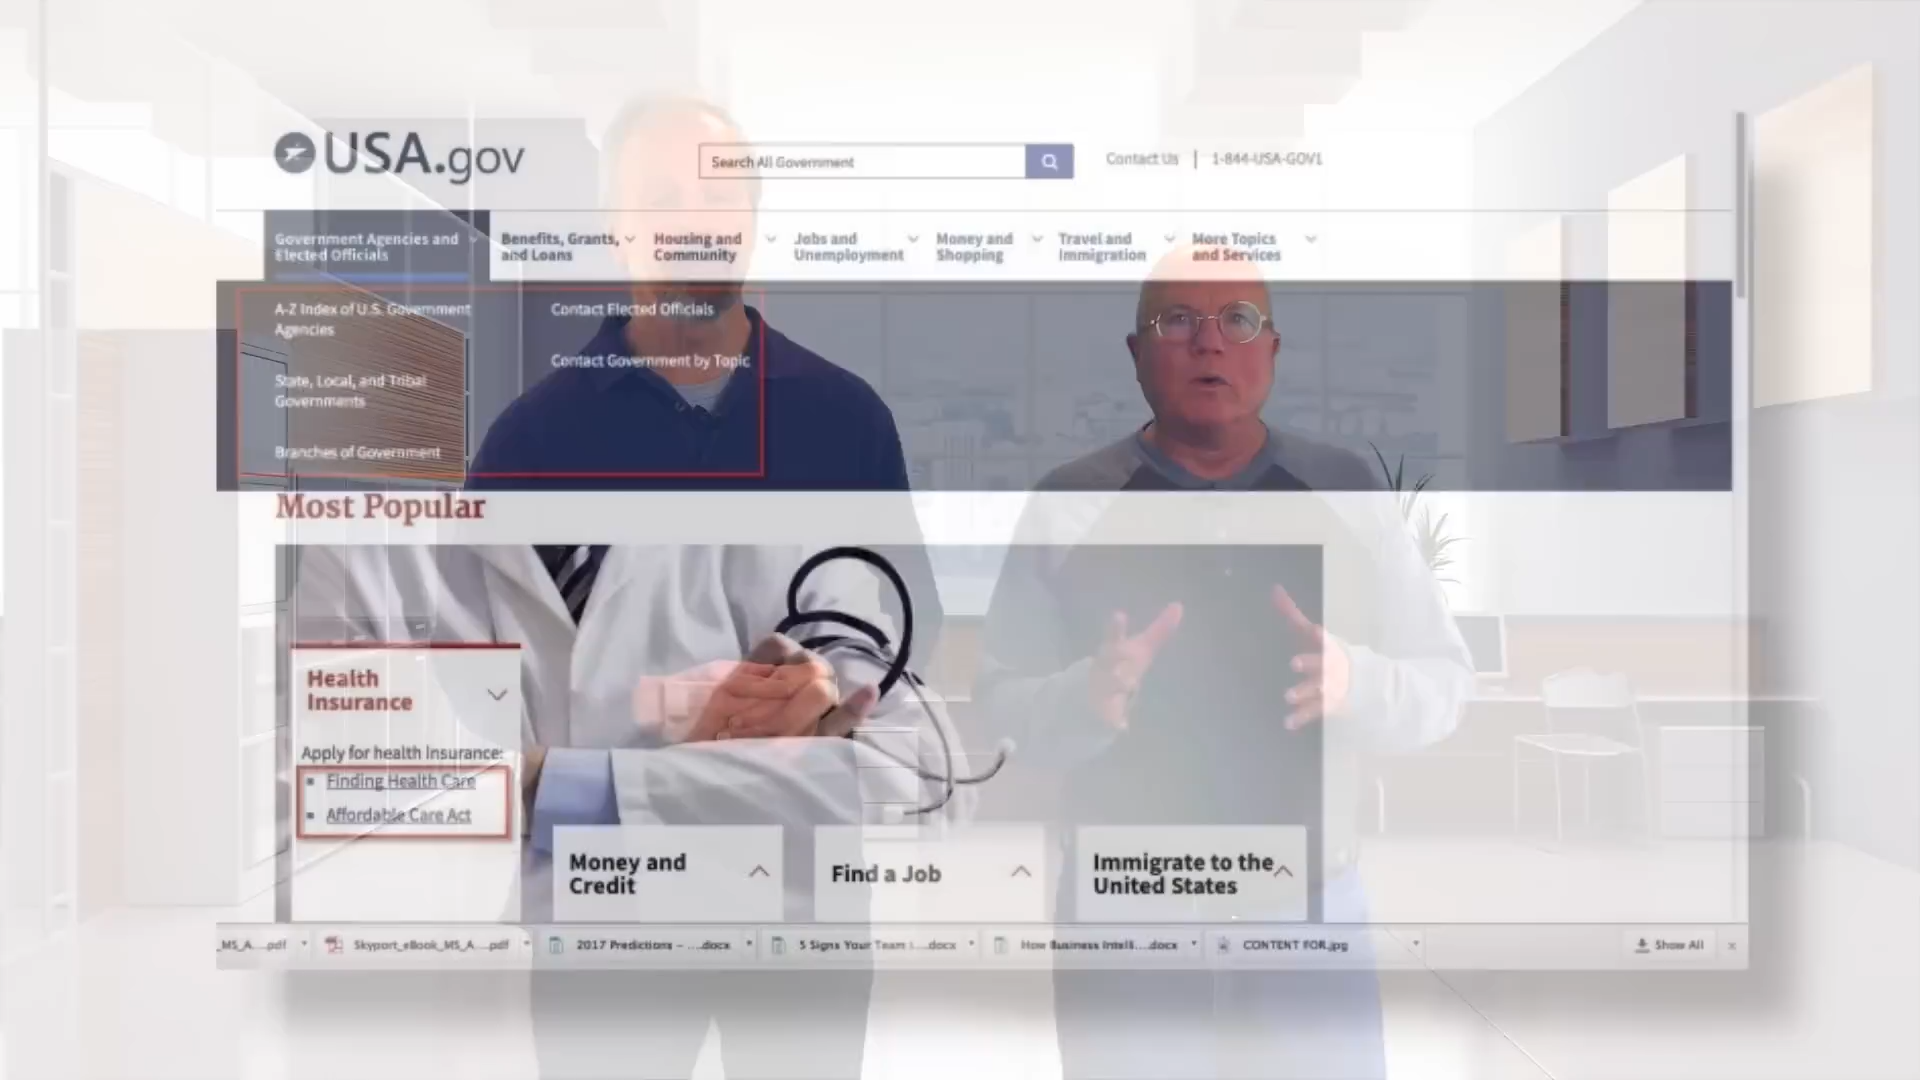 USA.gov
Search All Government
Contact Us | 1-844-USA-GOV1
Government Agencies and
Elected Officials
Benefits, Grants,
and Loans
Housing and
Community
Jobs and
Unemployment
Money and
Shopping
Travel and
Immigration
More Topics
and Services
A-Z Index of U.S. Government
Agencies
State, Local, and Tribal
Governments
Branches of Government
Contact Elected Officials
Contact Government by Topic
Most Popular
Health
Insurance
Apply for health insurance:
Finding Health Care
Affordable Care Act
Money and
Credit
Find a Job
Immigrate to the
United States
_MS_A....pdf
Skyport_eBook_MS_A....pdf
2017 Predictions – ....docx
5 Signs Your Team i....docx
How Business Intelli....docx
CONTENT FOR.jpg
Show All